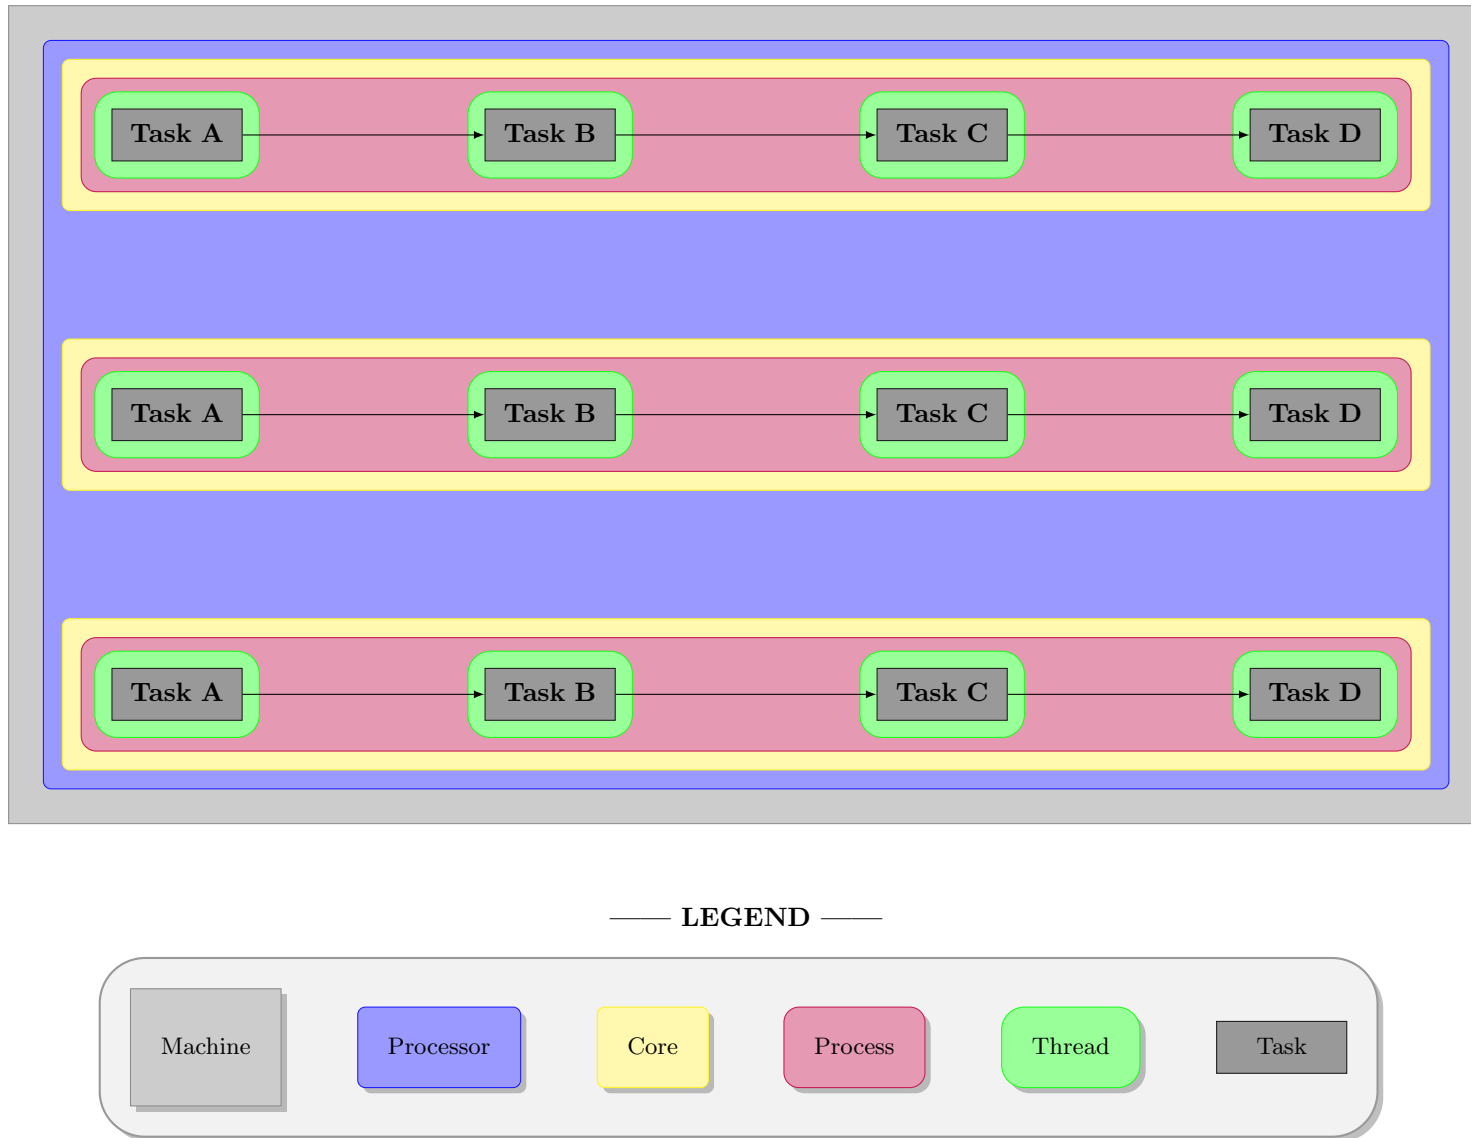 Task A Task B Task C Task D
Task A Task B Task C Task D
Task A Task B Task C Task D
LEGEND
Machine Processor Core Process Thread Task